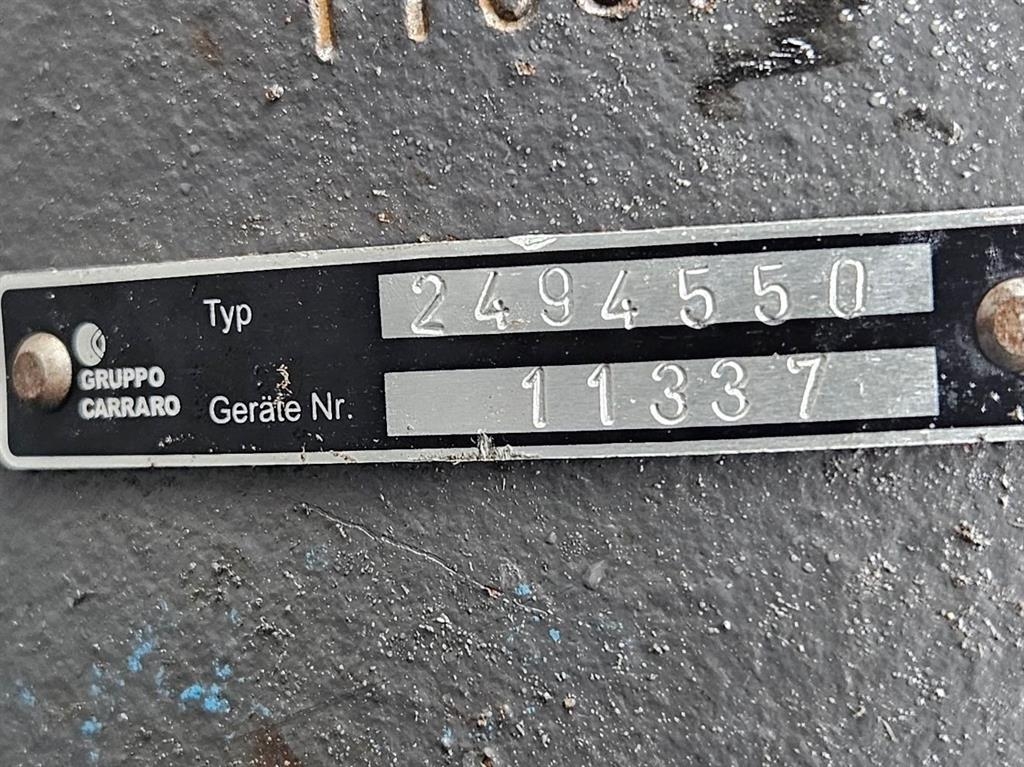 Typ 2494550
GRUPPO
CARRARO
Geräte Nr. 11337